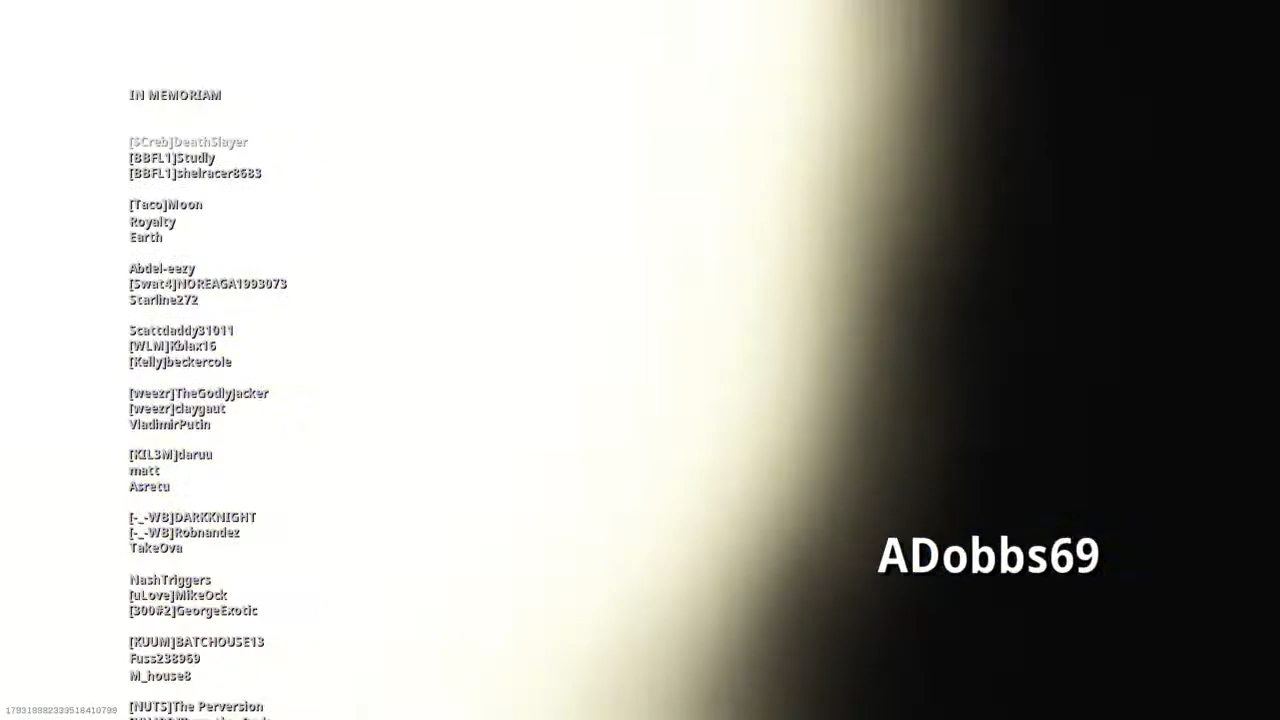 IN MEMORIAM
[$Creb]DeathSlayer
[BBFL1]Studly
[BBFL1]shelracer8683
[Taco]Moon
Royalty
Earth
Abdel-eezy
[Swat4]NOREAGA1993073
Starline272
Scattdaddy31011
[WLM]Kblax16
[Kelly]beckercole
[weezr]TheGodlyJacker
[weezr]claygaut
VladimirPutin
[KIL3M]daruu
matt
Asretu
[-_-WB]DARKKNIGHT
[-_-WB]Robnandez
TakeOva
ADobbs69
NashTriggers
[uLove]MikeOck
[300#2]GeorgeExotic
[KUUM]BATCHOUSE13
Fuss238969
M_house8
[NUTS]The Perversion